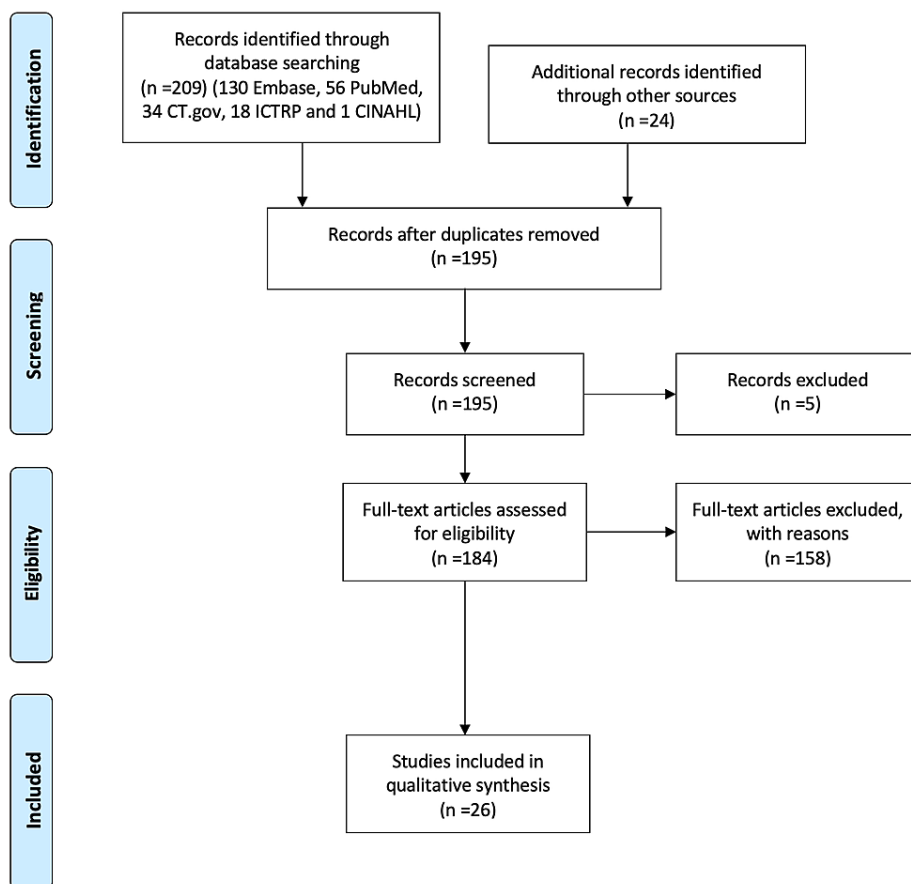 Identification
Records identified through
database searching
(n =209) (130 Embase, 56 PubMed,
34 CT.gov, 18 ICTRP and 1 CINAHL)
Additional records identified
through other sources
(n =24)
Records after duplicates removed
(n =195)
Screening
Records screened
(n =195)
Records excluded
(n =5)
Eligibility
Full-text articles assessed
for eligibility
(n =184)
Full-text articles excluded,
with reasons
(n =158)
Included
Studies included in
qualitative synthesis
(n =26)